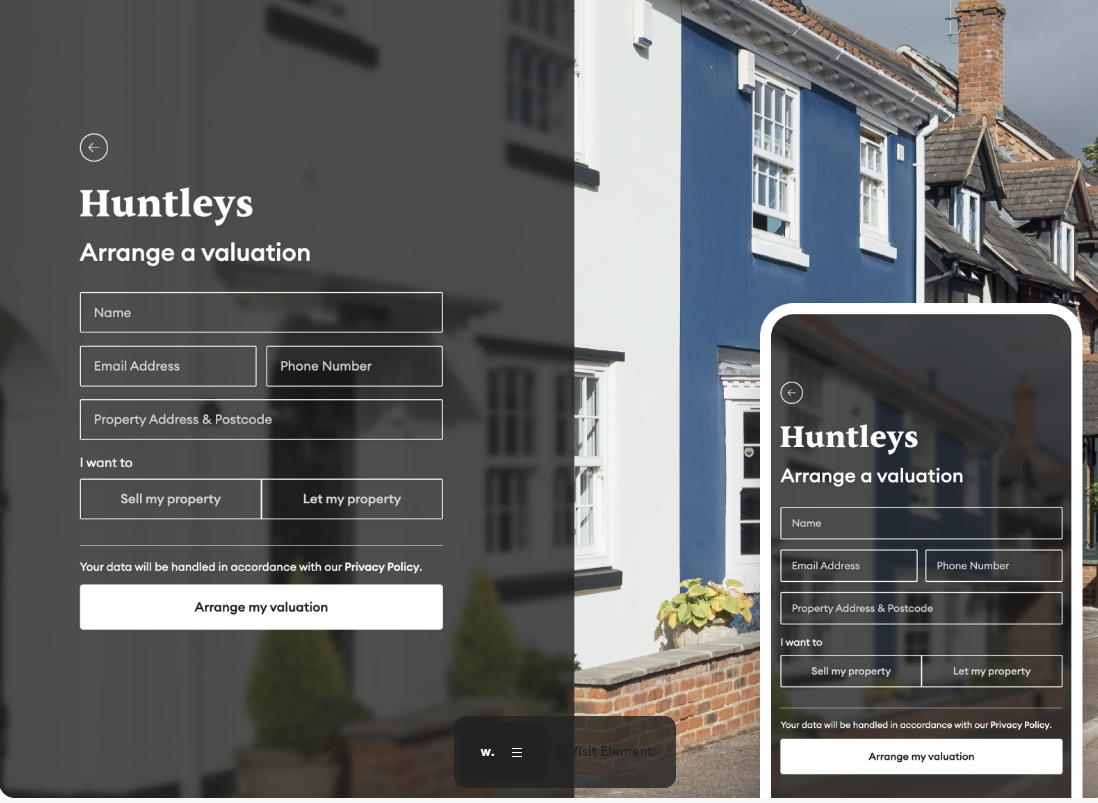 Huntleys
Arrange a valuation
Name
Email Address Phone Number
Property Address & Postcode
I want to
Sell my property Let my property
Your data will be handled in accordance with our Privacy Policy.
Arrange my valuation
w. Visit Element
Huntleys
Arrange a valuation
Name
Email Address Phone Number
Property Address & Postcode
I want to
Sell my property Let my property
Your data will be handled in accordance with our Privacy Policy.
Arrange my valuation